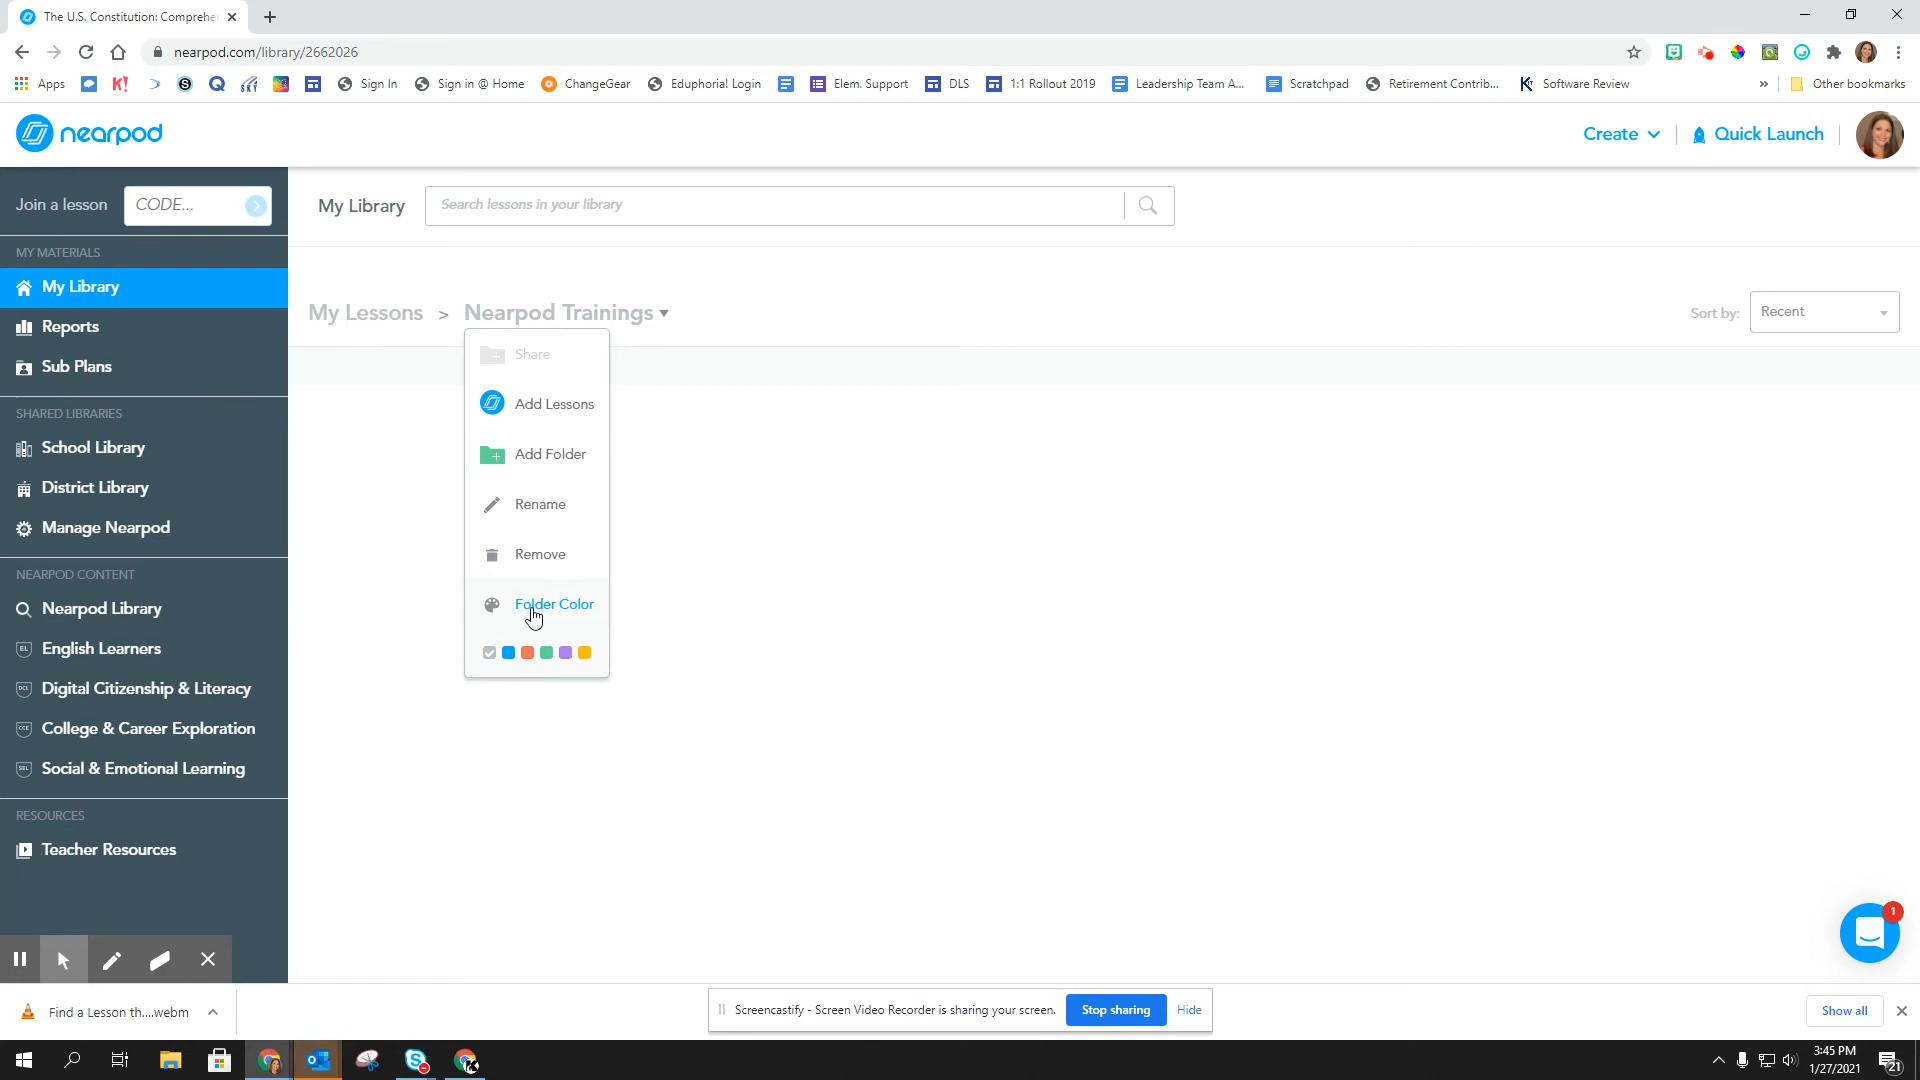 The U.S. Constitution: Comprehe
nearpod.com/library/2662026
Apps
Sign In
Sign in @ Home
ChangeGear
Eduphoria! Login
Elem. Support
DLS
1:1 Rollout 2019
Leadership Team A...
Scratchpad
Retirement Contrib...
Software Review
»
Other bookmarks
nearpod
Create
Quick Launch
Join a lesson
CODE...
My Library
Search lessons in your library
MY MATERIALS
My Library
Reports
Sub Plans
My Lessons > Nearpod Trainings
Sort by:
Recent
Share
Add Lessons
Add Folder
Rename
Remove
Folder Color
SHARED LIBRARIES
School Library
District Library
Manage Nearpod
NEARPOD CONTENT
Nearpod Library
English Learners
Digital Citizenship & Literacy
College & Career Exploration
Social & Emotional Learning
RESOURCES
Teacher Resources
1
Find a Lesson th....webm
Screencastify - Screen Video Recorder is sharing your screen.
Stop sharing
Hide
Show all
3:45 PM
1/27/2021
21